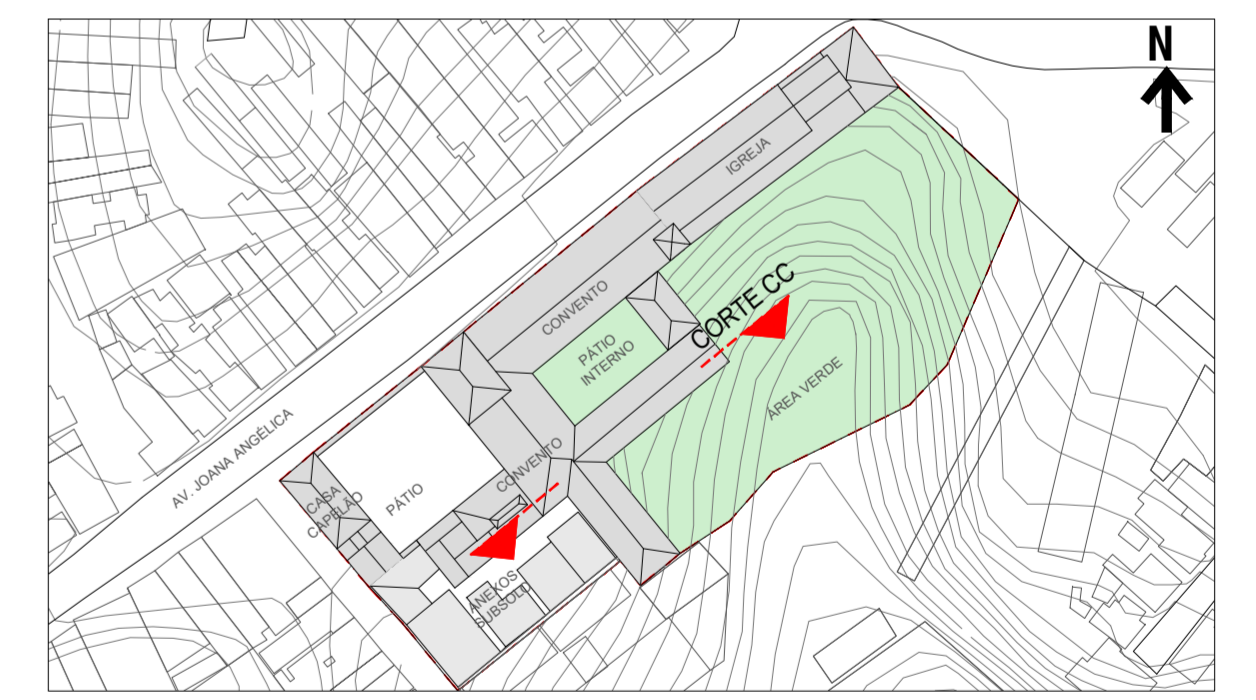 N
IGREJA
CORTE CC
CONVENTO
PÁTIO
INTERNO
ÁREA VERDE
AV. JOANA ANGÉLICA
CONVENTO
CASA
CAPELÃO
PÁTIO
ANEXOS
SUBSOLO